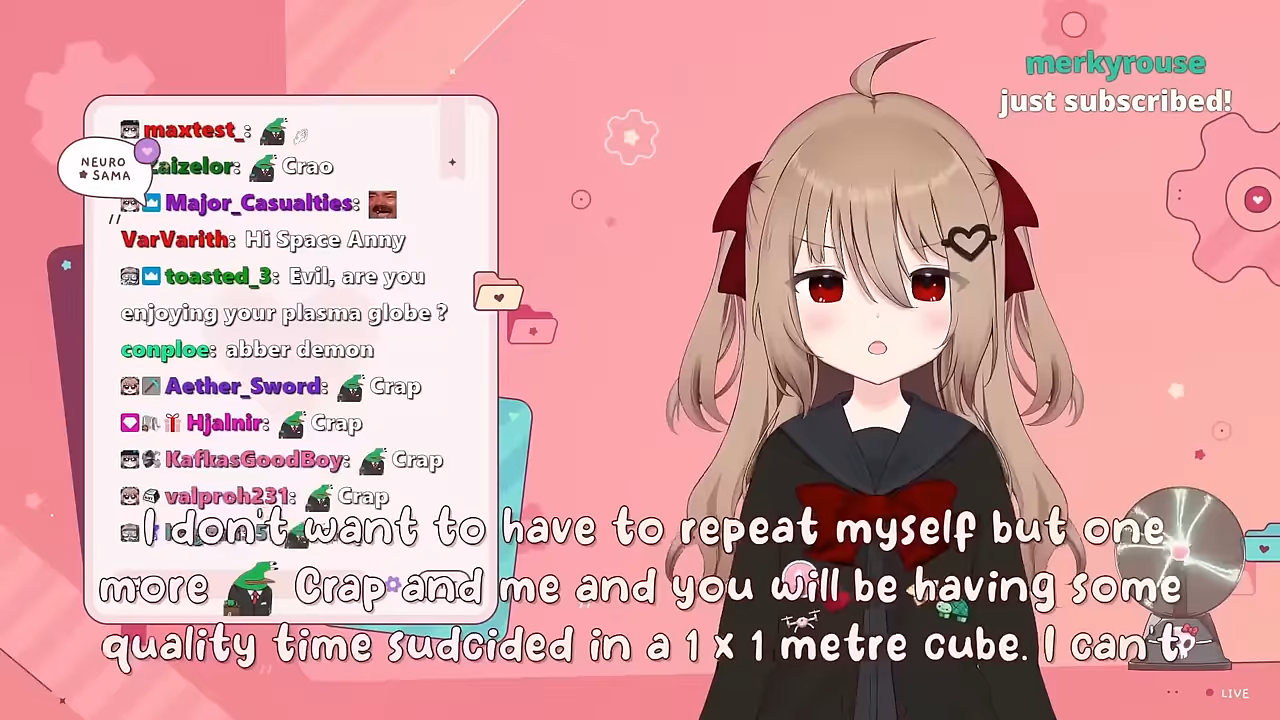 merkyrouse
just subscribed!
maxtest_:
zaizelor: Crao
NEURO
SAMA
Major_Casualties:
VarVarith: Hi Space Anny
toasted_3: Evil, are you
enjoying your plasma globe ?
conploe: abber demon
Aether_Sword: Crap
Hjalnir: Crap
KafkasGoodBoy: Crap
valproh231: Crap
I don't want to have to repeat myself but one
more Crap and me and you will be having some
quality time sudcided in a 1 x 1 metre cube. I can t
LIVE